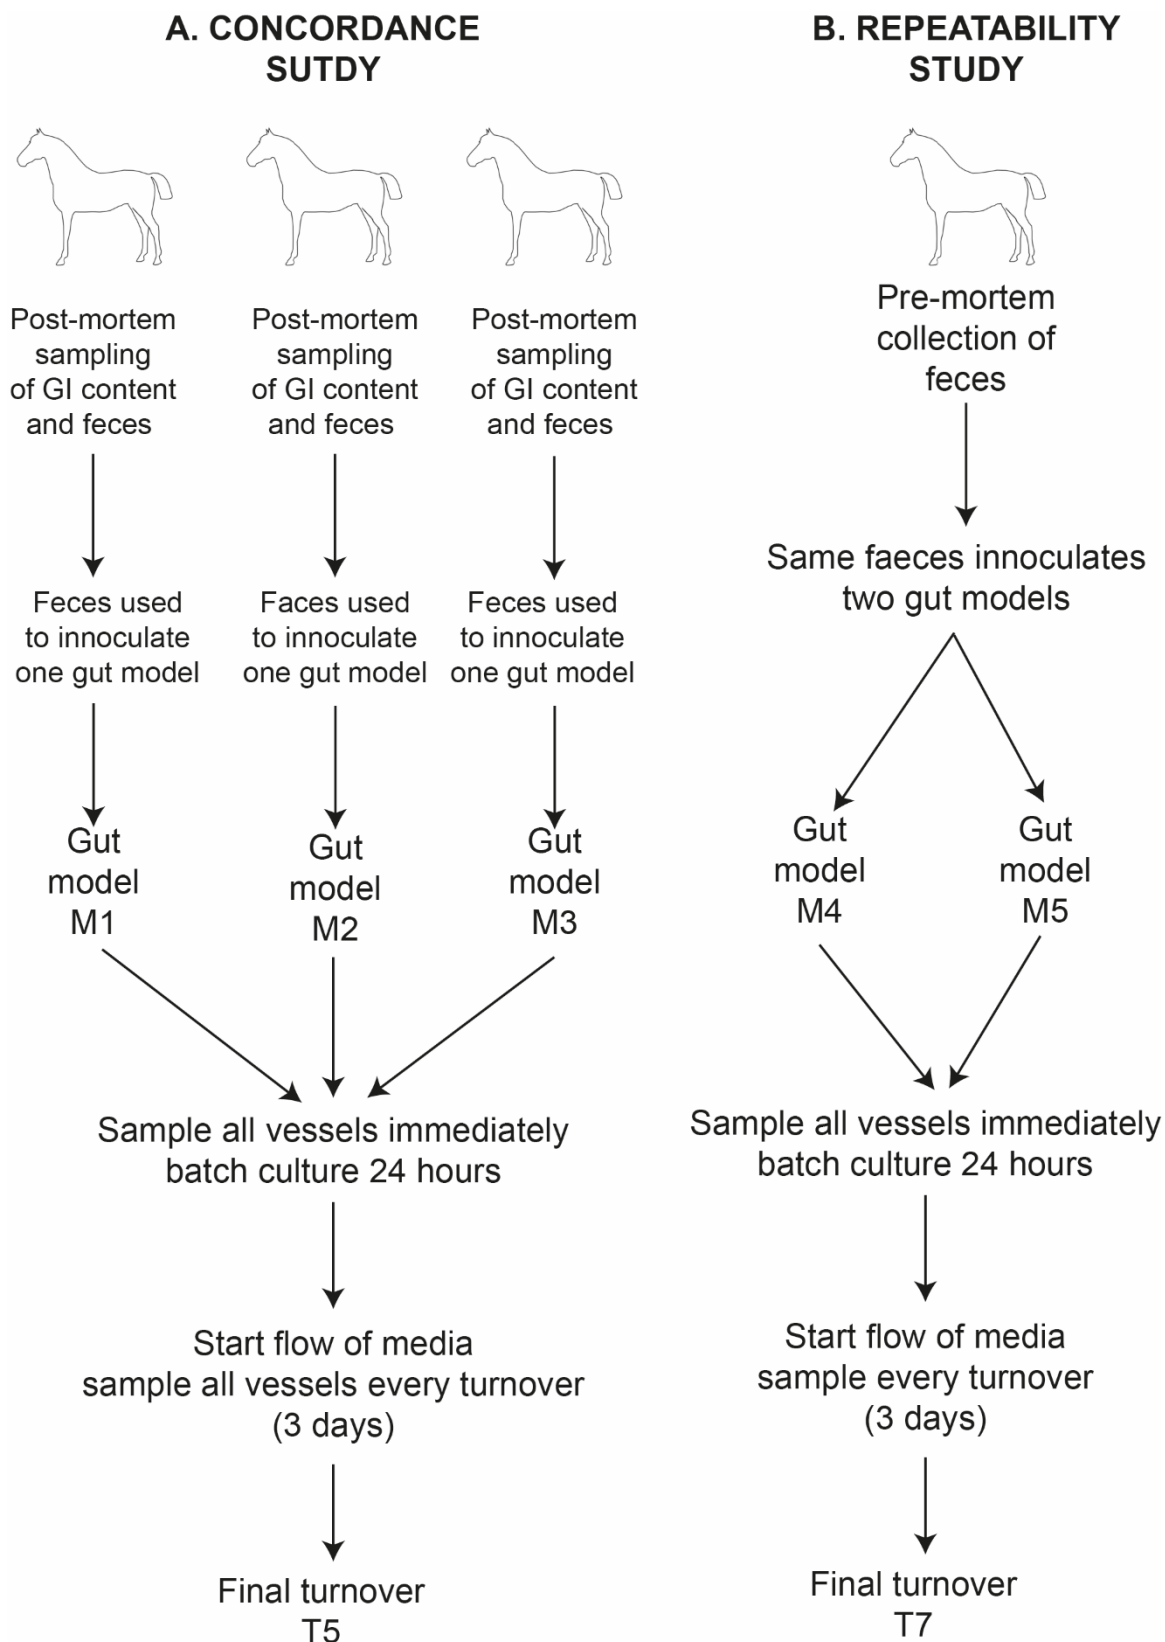 A. CONCORDANCE
SUTDY
Post-mortem
sampling
of GI content
and feces
Post-mortem
sampling
of GI content
and feces
Post-mortem
sampling
of GI content
and feces
Feces used
to innoculate
one gut model
Faces used
to innoculate
one gut model
Feces used
to innoculate
one gut model
Gut
model
M1
Gut
model
M2
Gut
model
M3
Sample all vessels immediately
batch culture 24 hours
Start flow of media
sample all vessels every turnover
(3 days)
Final turnover
T5
B. REPEATABILITY
STUDY
Pre-mortem
collection of
feces
Same faeces innoculates
two gut models
Gut
model
M4
Gut
model
M5
Sample all vessels immediately
batch culture 24 hours
Start flow of media
sample every turnover
(3 days)
Final turnover
T7